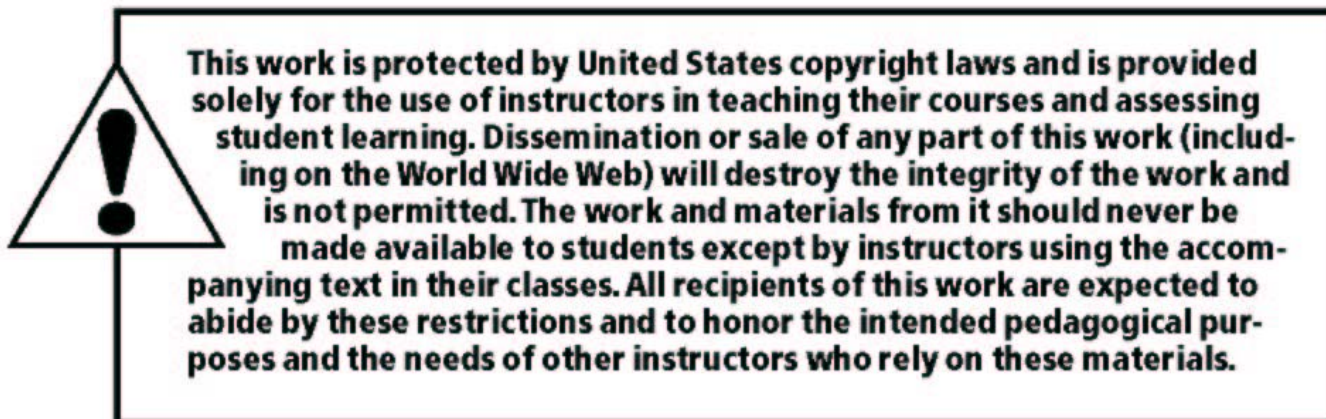 This work is protected by United States copyright laws and is provided
solely for the use of instructors in teaching their courses and assessing
student learning. Dissemination or sale of any part of this work (includ-
ing on the World Wide Web) will destroy the integrity of the work and
is not permitted. The work and materials from it should never be
made available to students except by instructors using the accom-
panying text in their classes. All recipients of this work are expected to
abide by these restrictions and to honor the intended pedagogical pur-
poses and the needs of other instructors who rely on these materials.